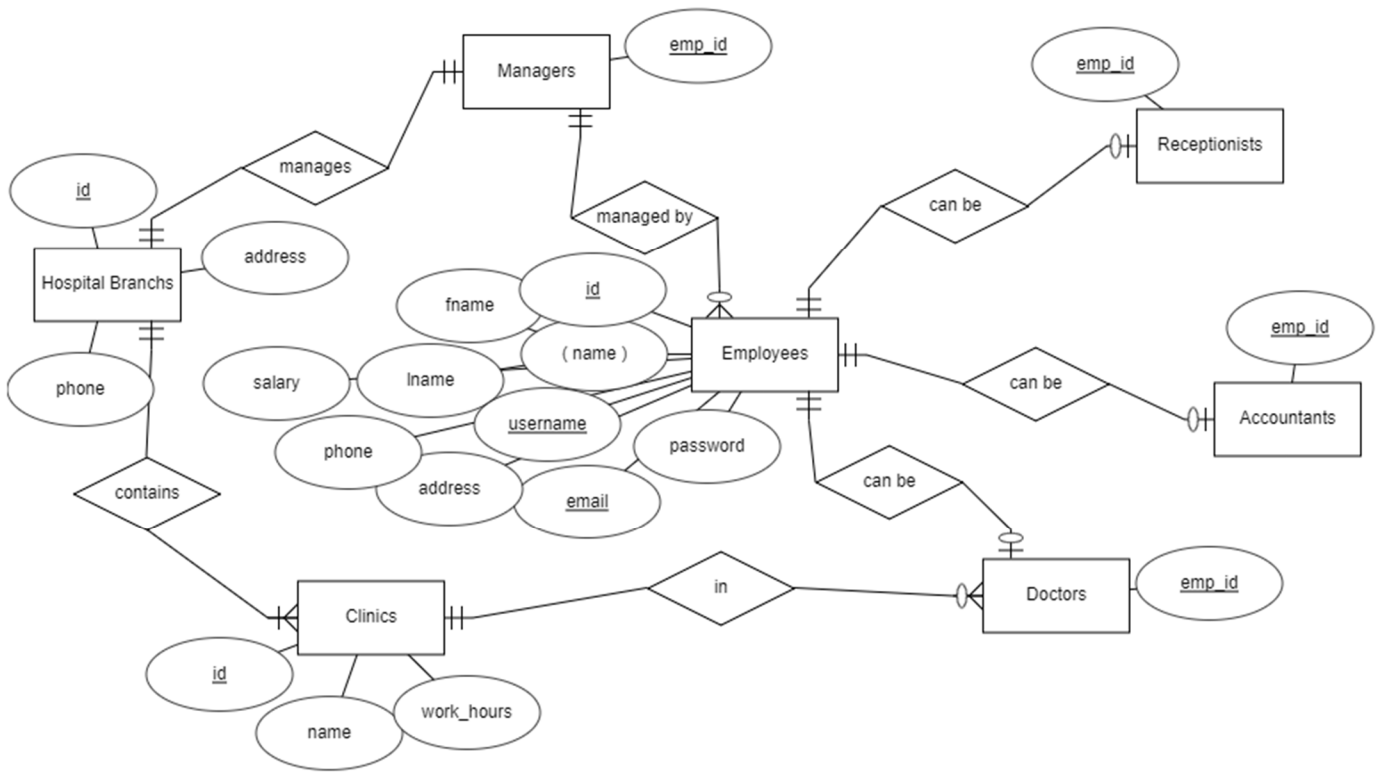 emp_id
Managers
emp_id
Receptionists
manages
id
can be
managed by
address
Hospital Branchs
id
fname
emp_id
( name )
Employees
salary
lname
can be
phone
username
Accountants
password
phone
address
email
can be
contains
in
Doctors
emp_id
Clinics
id
name
work_hours